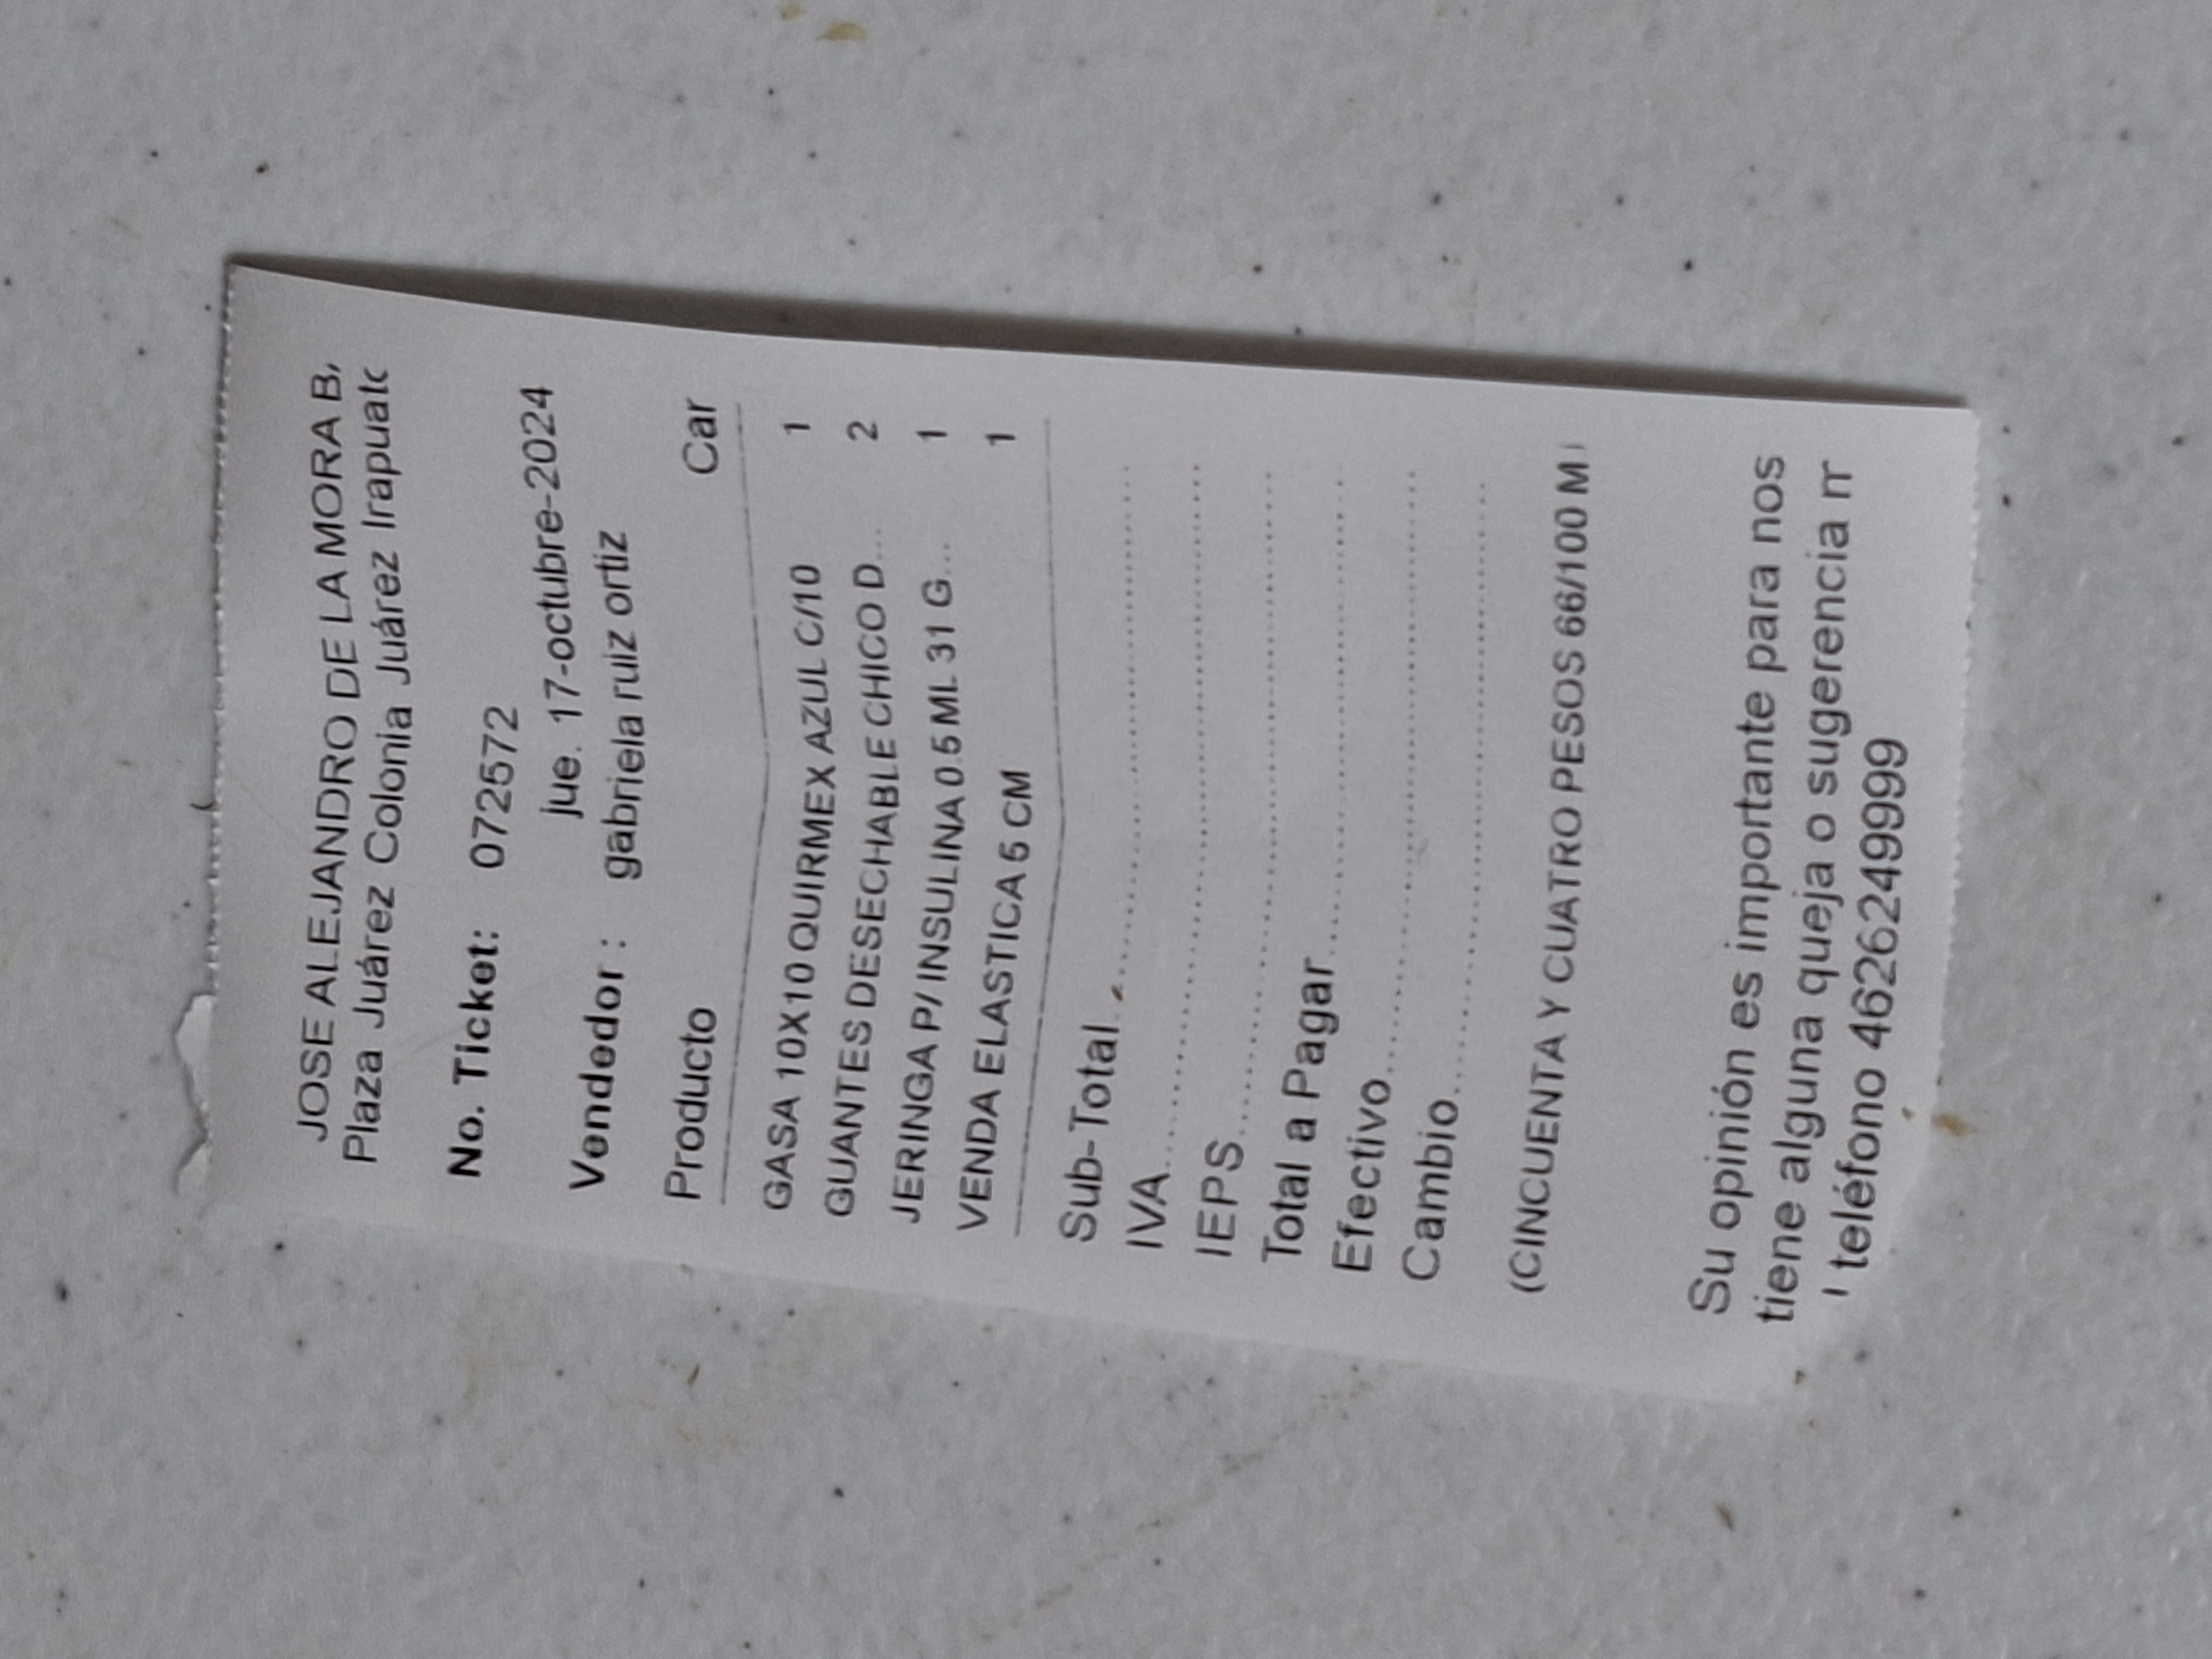 JOSE ALEJANDRO DE LA MORA B
Plaza Juárez Colonia Juárez Irapuato
No. Ticket: 072572
jue. 17-octubre-2024
Vendedor : gabriela ruiz ortiz
Producto Can
GASA 10X10 QUIRMEX AZUL C/10 1
GUANTES DESECHABLE CHICO D... 2
JERINGA P/ INSULINA 0.5 ML 31 G... 1
VENDA ELASTICA 5 CM 1
Sub-Total
IVA
IEPS
Total a Pagar
Efectivo
Cambio
(CINCUENTA Y CUATRO PESOS 66/100 M
Su opinión es importante para nos
tiene alguna queja o sugerencia
teléfono 4626249999